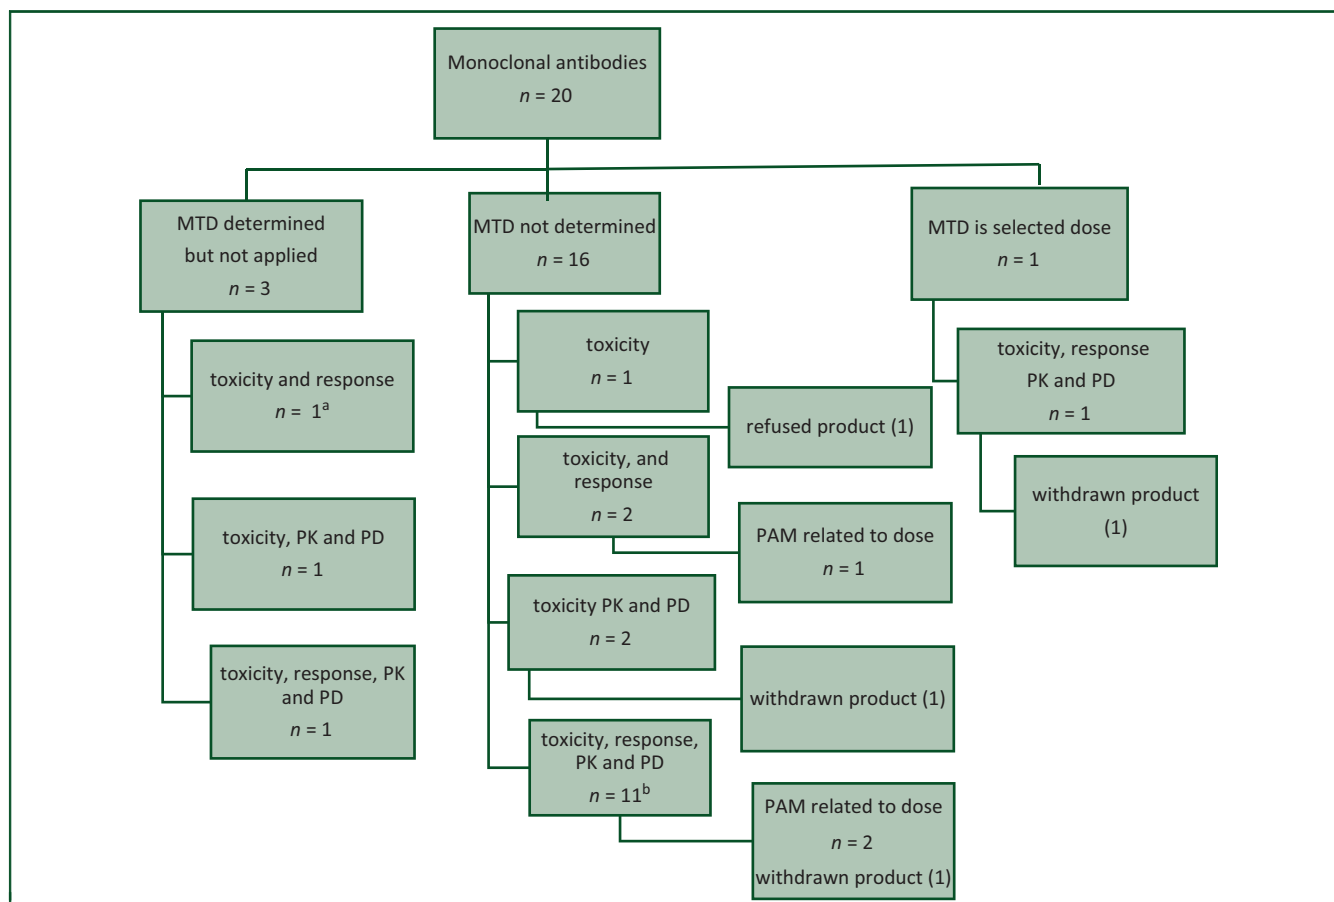 Monoclonal antibodies
n = 20
MTD determined
but not applied
n = 3
toxicity and response
n = 1ᵃ
toxicity, PK and PD
n = 1
toxicity, response, PK
and PD
n = 1
MTD not determined
n = 16
toxicity
n = 1
refused product (1)
toxicity, and
response
n = 2
PAM related to dose
n = 1
toxicity PK and PD
n = 2
withdrawn product (1)
toxicity, response,
PK and PD
n = 11ᵇ
PAM related to dose
n = 2
withdrawn product (1)
MTD is selected dose
n = 1
toxicity, response
PK and PD
n = 1
withdrawn product
(1)